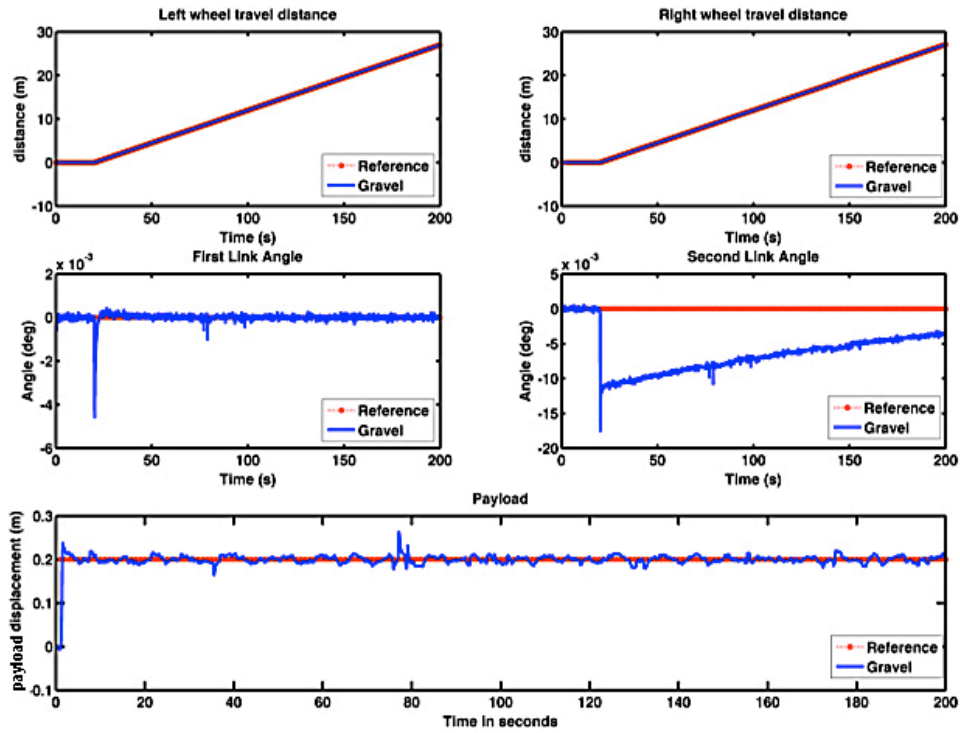 Left wheel travel distance
30
20
10
0
-10
distance (m)
0 50 100 150 200
Time (s)
Reference
Gravel
Right wheel travel distance
30
20
10
0
-10
distance (m)
0 50 100 150 200
Time (s)
Reference
Gravel
First Link Angle
x 10⁻³
2
0
-2
-4
-6
Angle (deg)
0 50 100 150 200
Time (s)
Reference
Gravel
Second Link Angle
x 10⁻³
5
0
-5
-10
-15
-20
Angle (deg)
0 50 100 150 200
Time (s)
Reference
Gravel
Payload
0.3
0.2
0.1
0
-0.1
payload displacement (m)
0 20 40 60 80 100 120 140 160 180 200
Time in seconds
Reference
Gravel